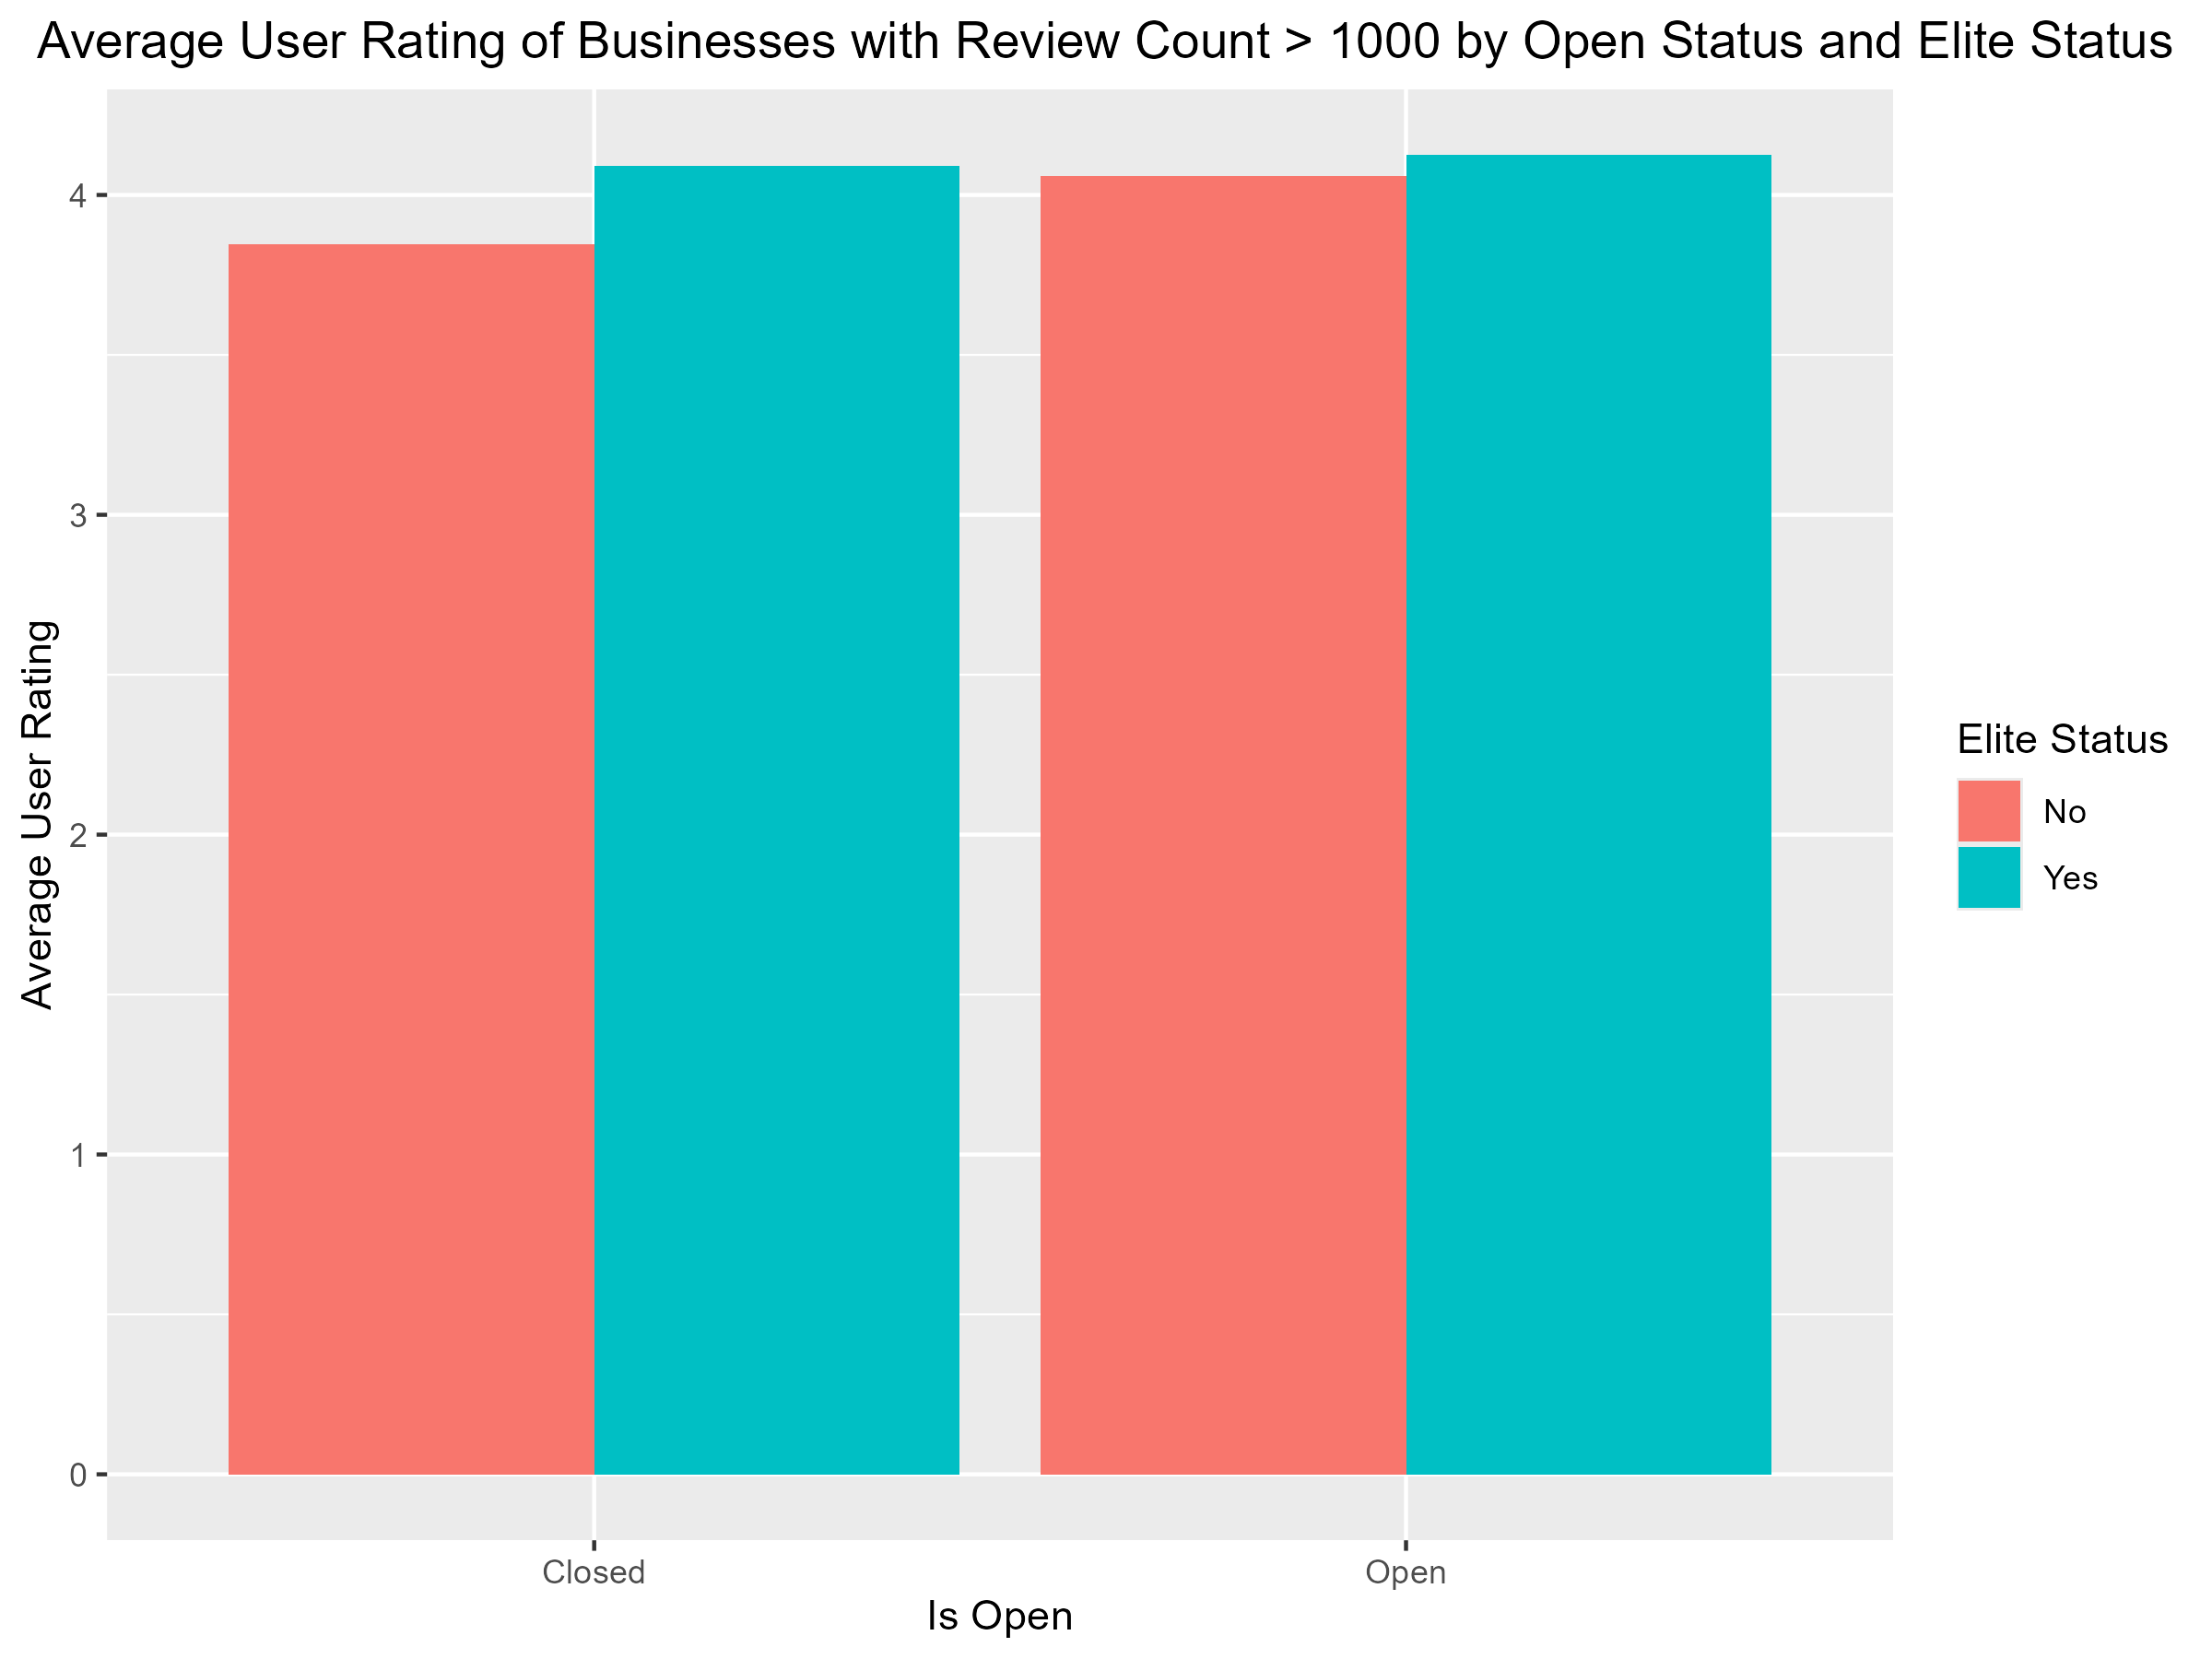 Average User Rating of Businesses with Review Count > 1000 by Open Status and Elite Status
Average User Rating
4
3
2
1
0
Closed
Open
Is Open
Elite Status
No
Yes